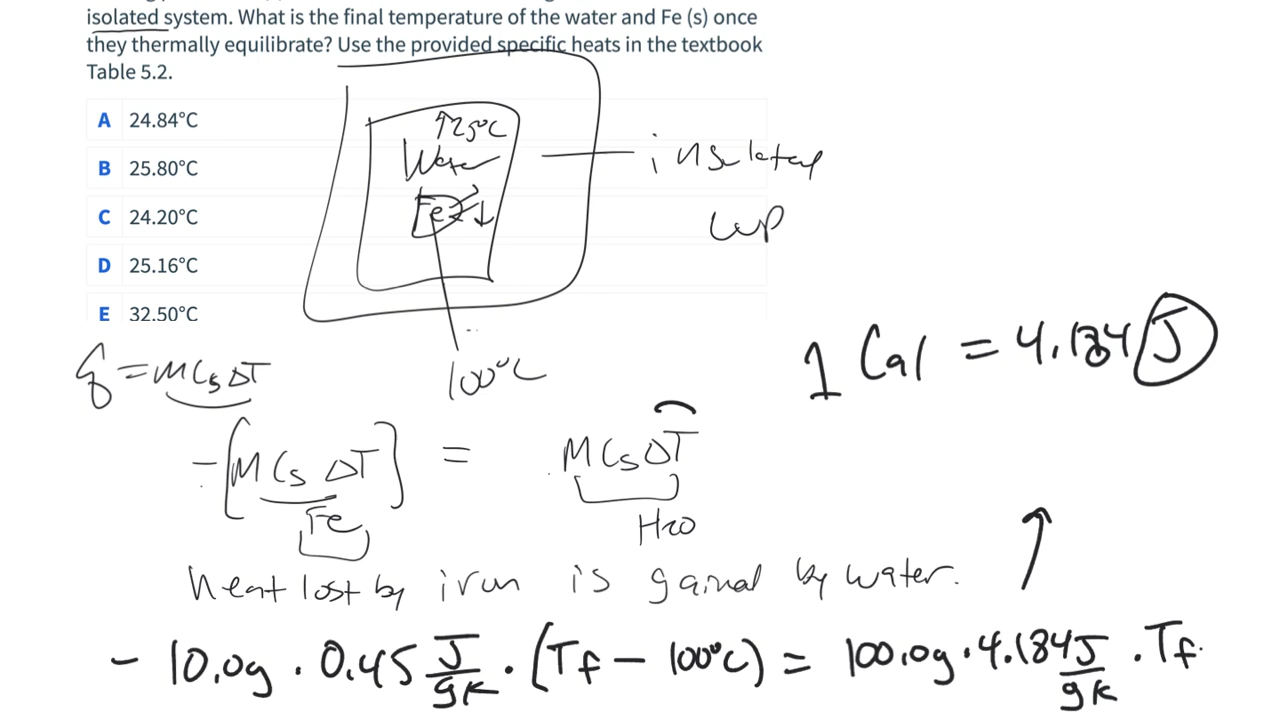 isolated system. What is the final temperature of the water and Fe (s) once
they thermally equilibrate? Use the provided specific heats in the textbook
Table 5.2.
A 24.84°C
B 25.80°C
C 24.20°C
D 25.16°C
E 32.50°C
↑25°C
Water
Fe ↓
insulated
cup
100°C
1 Cal = 4.184 J
q = mCsΔT
-[MCs ΔT] = MCsΔT
Fe
H2O
heat lost by iron is gained by water.
- 10.0g · 0.45 J/gK · (Tf - 100°C) = 100.0g · 4.184 J/gK · Tf